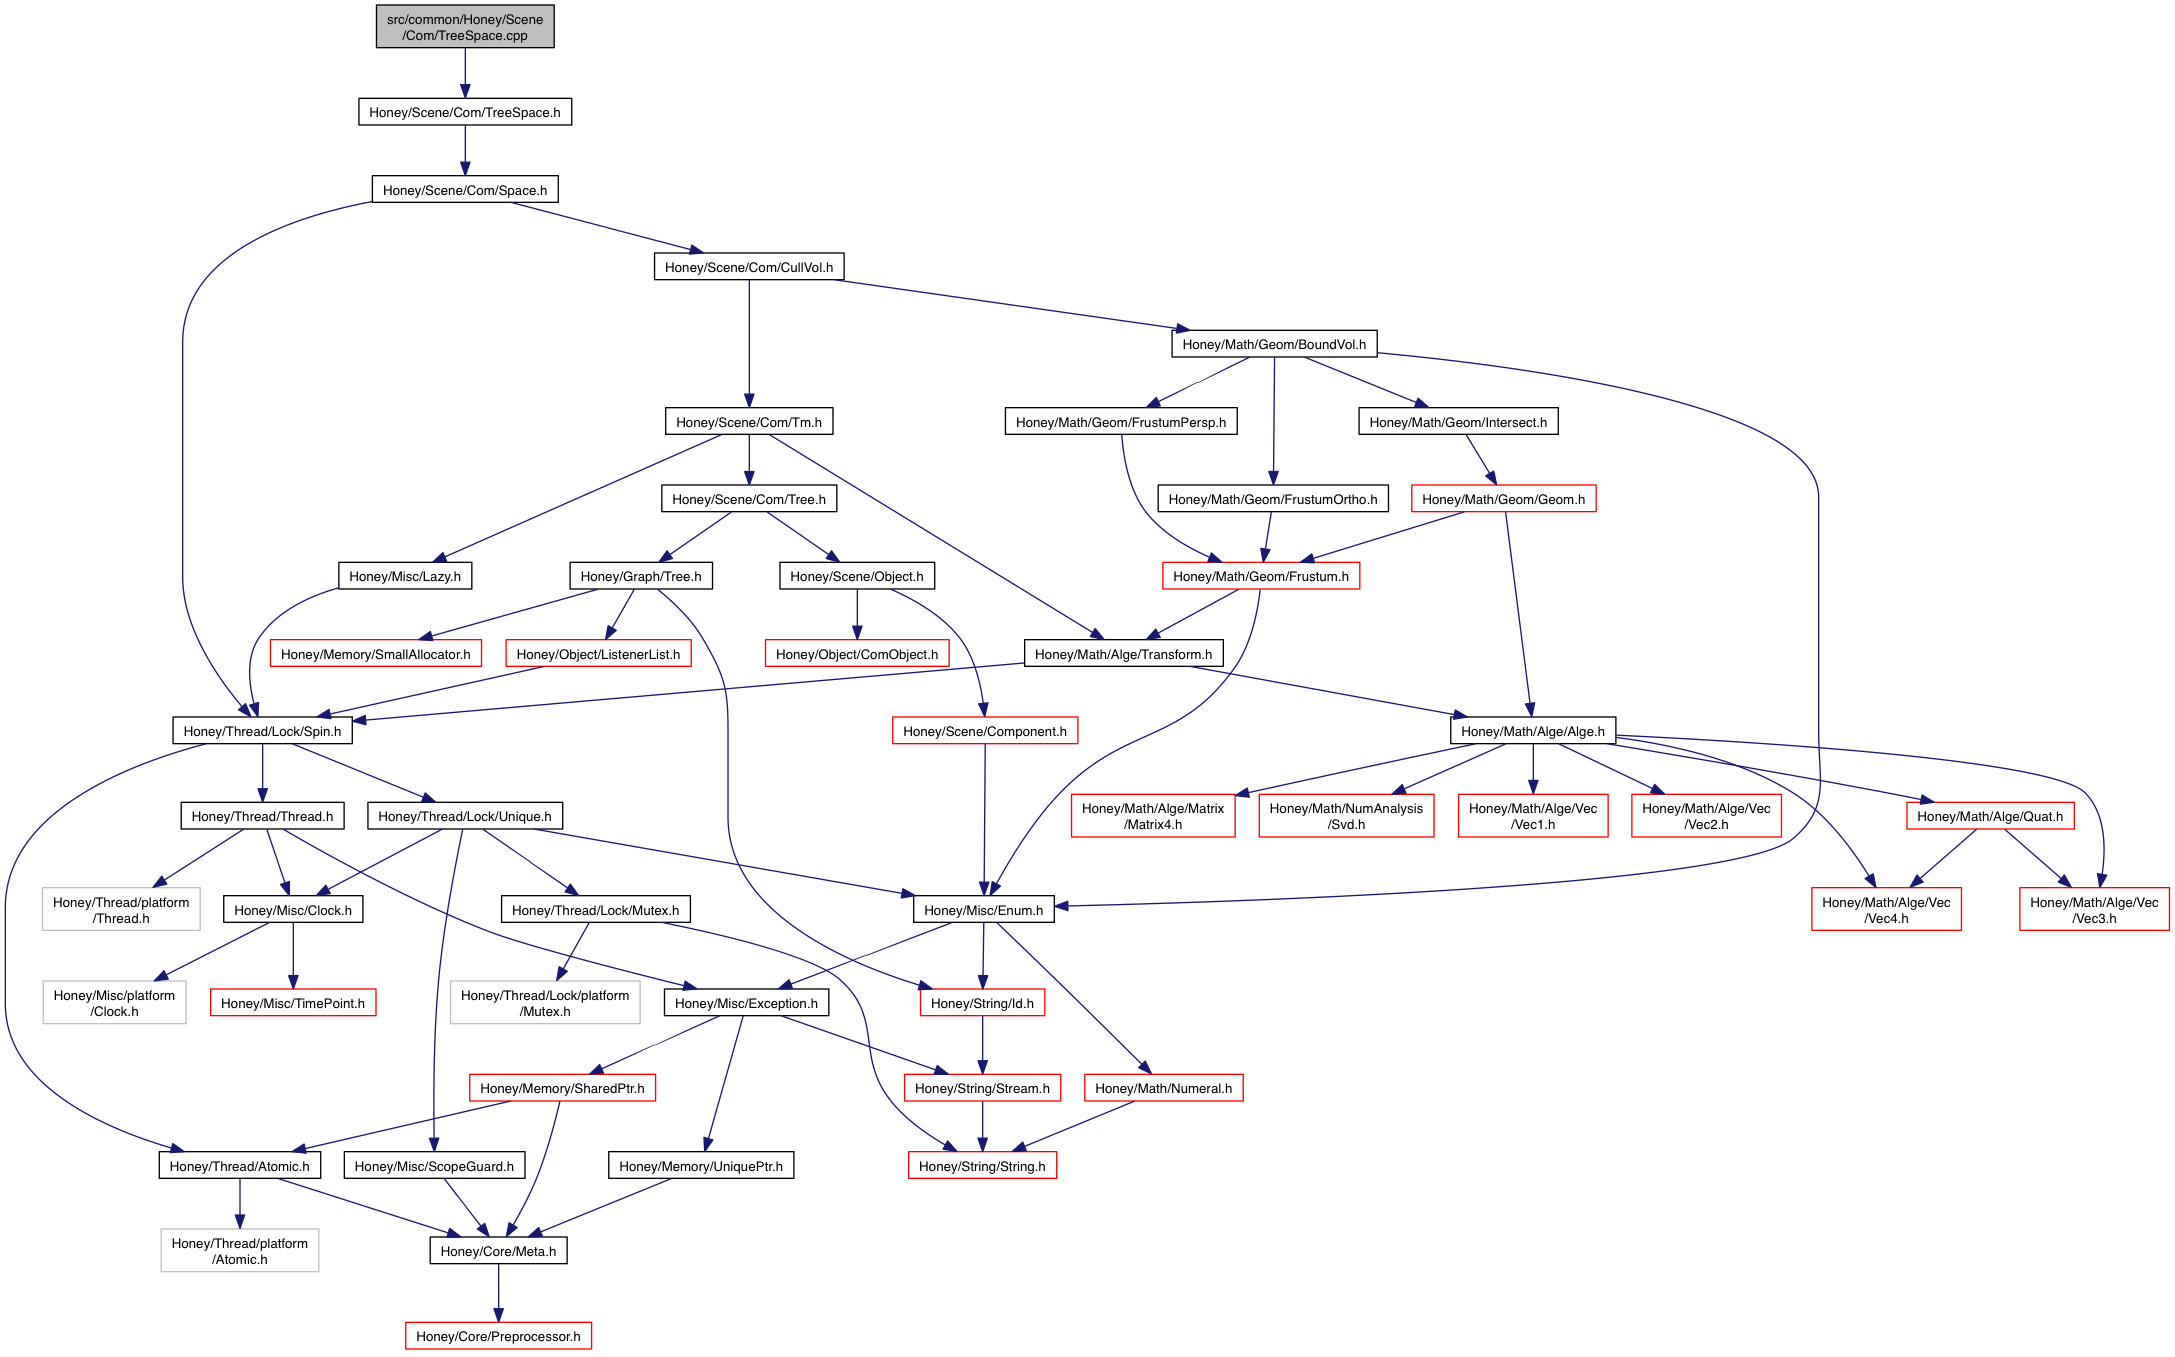 src/common/Honey/Scene
/Com/TreeSpace.cpp
Honey/Scene/Com/TreeSpace.h
Honey/Scene/Com/Space.h
Honey/Scene/Com/CullVol.h
Honey/Math/Geom/BoundVol.h
Honey/Scene/Com/Tm.h
Honey/Math/Geom/FrustumPersp.h
Honey/Math/Geom/Intersect.h
Honey/Scene/Com/Tree.h
Honey/Math/Geom/FrustumOrtho.h
Honey/Math/Geom/Geom.h
Honey/Misc/Lazy.h
Honey/Graph/Tree.h
Honey/Scene/Object.h
Honey/Math/Geom/Frustum.h
Honey/Memory/SmallAllocator.h
Honey/Object/ListenerList.h
Honey/Object/ComObject.h
Honey/Math/Alge/Transform.h
Honey/Thread/Lock/Spin.h
Honey/Scene/Component.h
Honey/Math/Alge/Alge.h
Honey/Thread/Thread.h
Honey/Thread/Lock/Unique.h
Honey/Math/Alge/Matrix
/Matrix4.h
Honey/Math/NumAnalysis
/Svd.h
Honey/Math/Alge/Vec
/Vec1.h
Honey/Math/Alge/Vec
/Vec2.h
Honey/Math/Alge/Quat.h
Honey/Thread/platform
/Thread.h
Honey/Misc/Clock.h
Honey/Thread/Lock/Mutex.h
Honey/Misc/Enum.h
Honey/Math/Alge/Vec
/Vec4.h
Honey/Math/Alge/Vec
/Vec3.h
Honey/Misc/platform
/Clock.h
Honey/Misc/TimePoint.h
Honey/Thread/Lock/platform
/Mutex.h
Honey/Misc/Exception.h
Honey/String/Id.h
Honey/Memory/SharedPtr.h
Honey/String/Stream.h
Honey/Math/Numeral.h
Honey/Thread/Atomic.h
Honey/Misc/ScopeGuard.h
Honey/Memory/UniquePtr.h
Honey/String/String.h
Honey/Thread/platform
/Atomic.h
Honey/Core/Meta.h
Honey/Core/Preprocessor.h